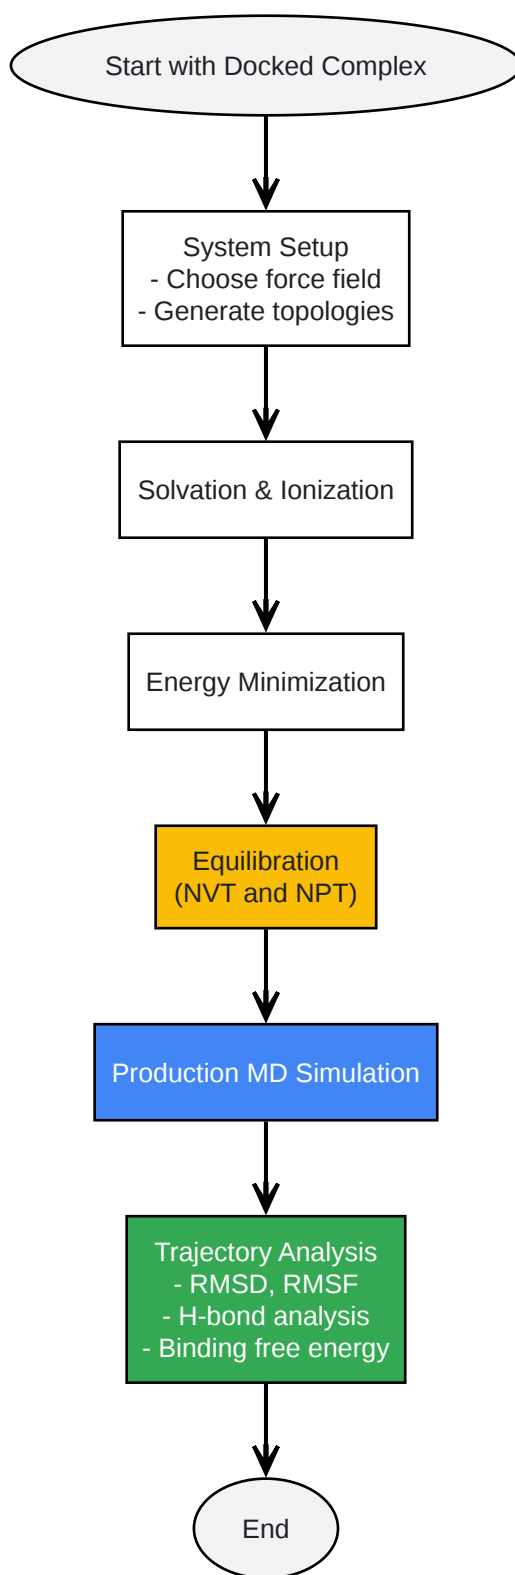 Start with Docked Complex
System Setup
- Choose force field
- Generate topologies
Solvation & Ionization
Energy Minimization
Equilibration
(NVT and NPT)
Production MD Simulation
Trajectory Analysis
- RMSD, RMSF
- H-bond analysis
- Binding free energy
End